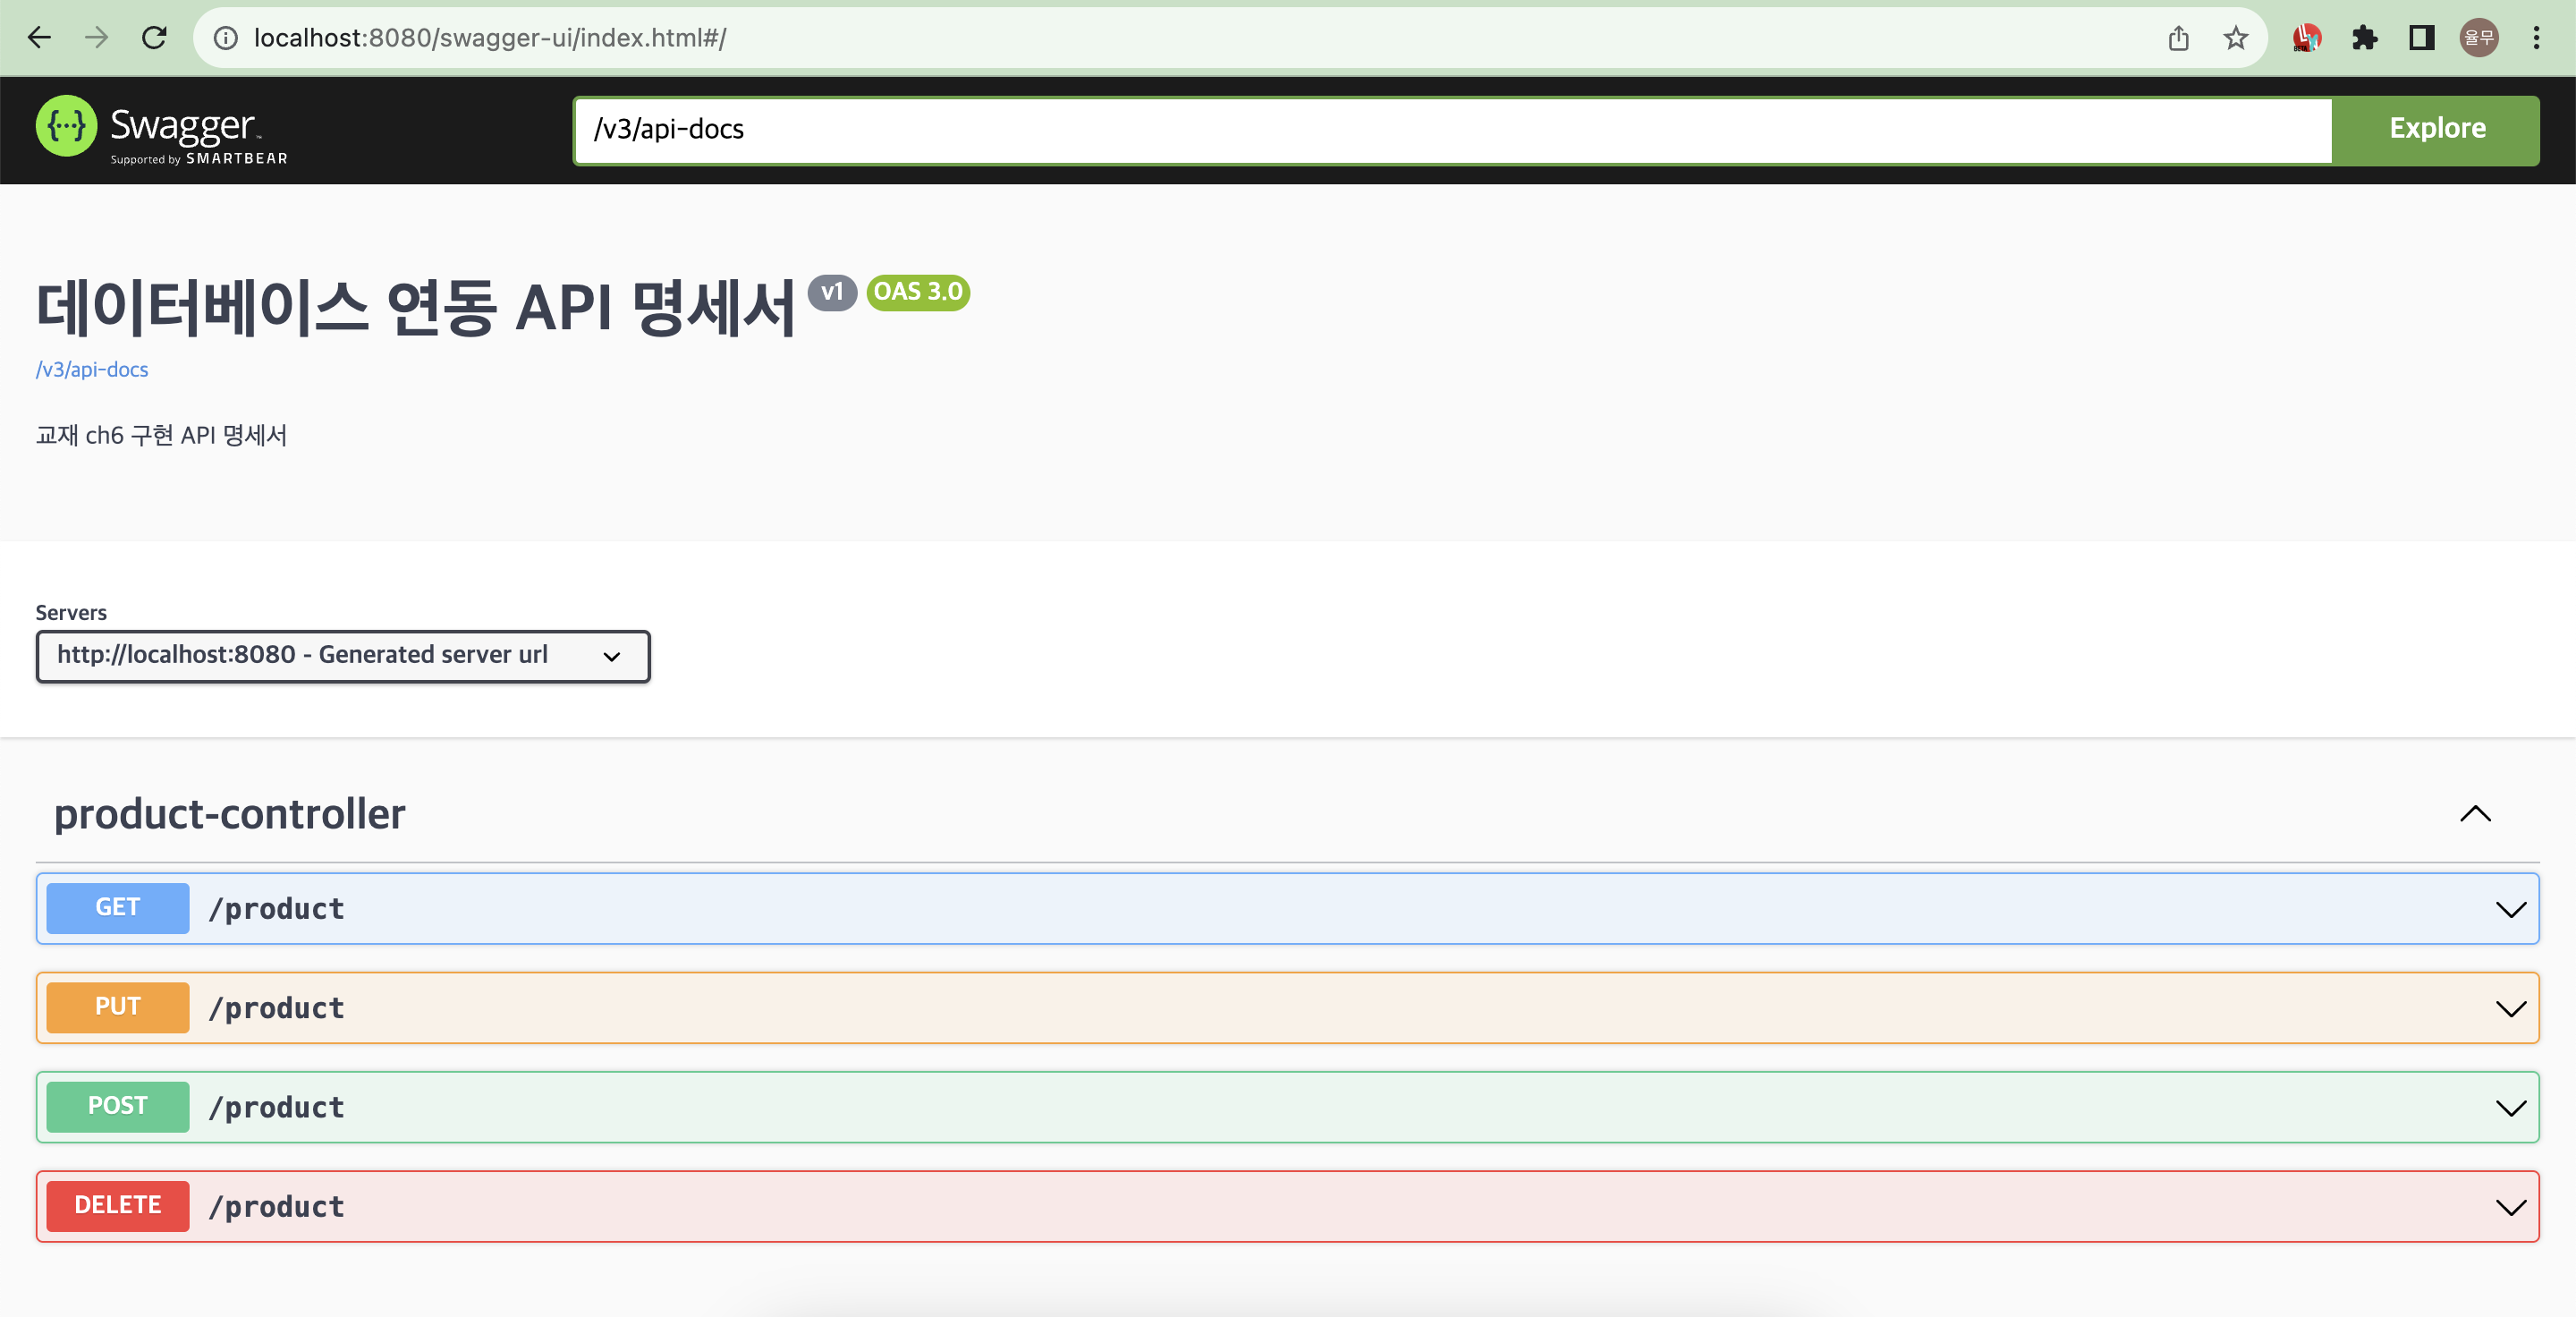 localhost:8080/swagger-ui/index.html#/
율무
Swagger
Supported by SMARTBEAR
/v3/api-docs
Explore
데이터베이스 연동 API 명세서 v1 OAS 3.0
/v3/api-docs
교재 ch6 구현 API 명세서
Servers
http://localhost:8080 - Generated server url
product-controller
GET /product
PUT /product
POST /product
DELETE /product